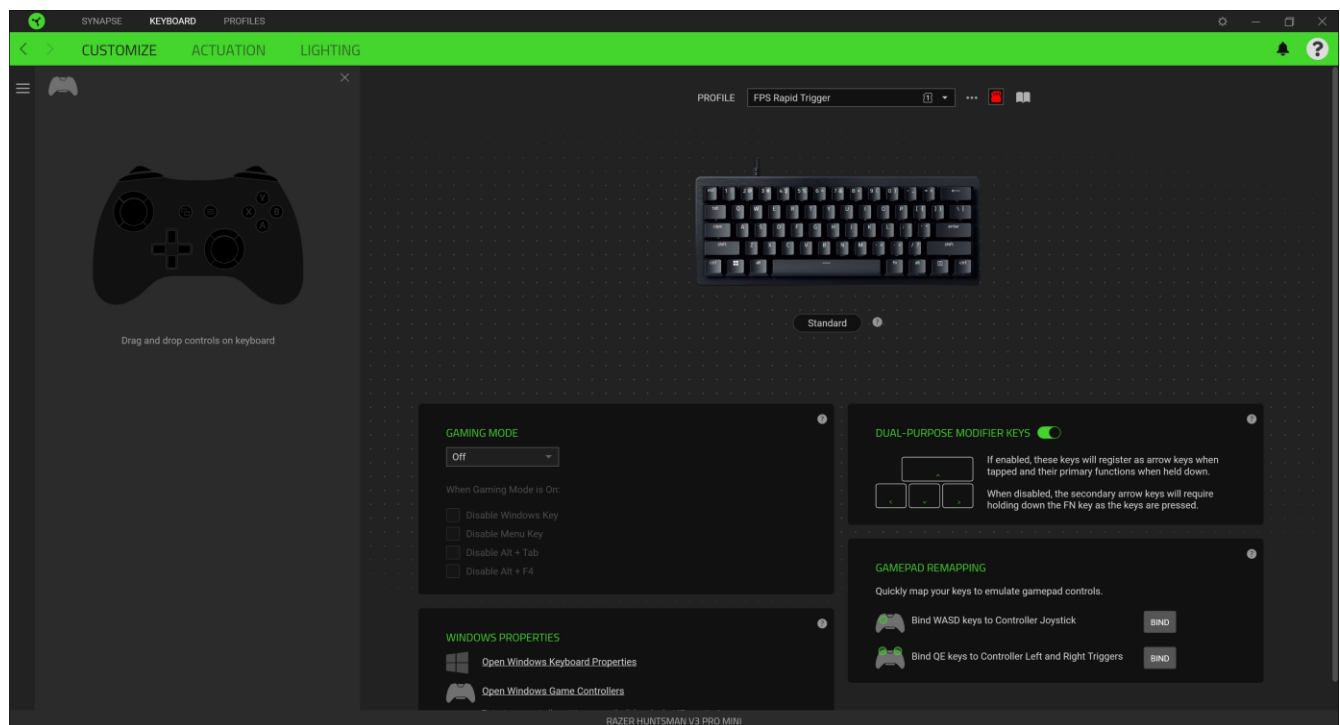 SYNAPSE KEYBOARD PROFILES
CUSTOMIZE ACTUATION LIGHTING
PROFILE FPS Rapid Trigger 1
Y
X B
A
Drag and drop controls on keyboard
Standard
GAMING MODE
Off
When Gaming Mode is On:
Disable Windows Key
Disable Menu Key
Disable Alt + Tab
Disable Alt + F4
WINDOWS PROPERTIES
Open Windows Keyboard Properties
Open Windows Game Controllers
DUAL-PURPOSE MODIFIER KEYS
If enabled, these keys will register as arrow keys when
tapped and their primary functions when held down.
When disabled, the secondary arrow keys will require
holding down the FN key as the keys are pressed.
GAMEPAD REMAPPING
Quickly map your keys to emulate gamepad controls.
Bind WASD keys to Controller Joystick BIND
Bind QE keys to Controller Left and Right Triggers BIND
RAZER HUNTSMAN V3 PRO MINI